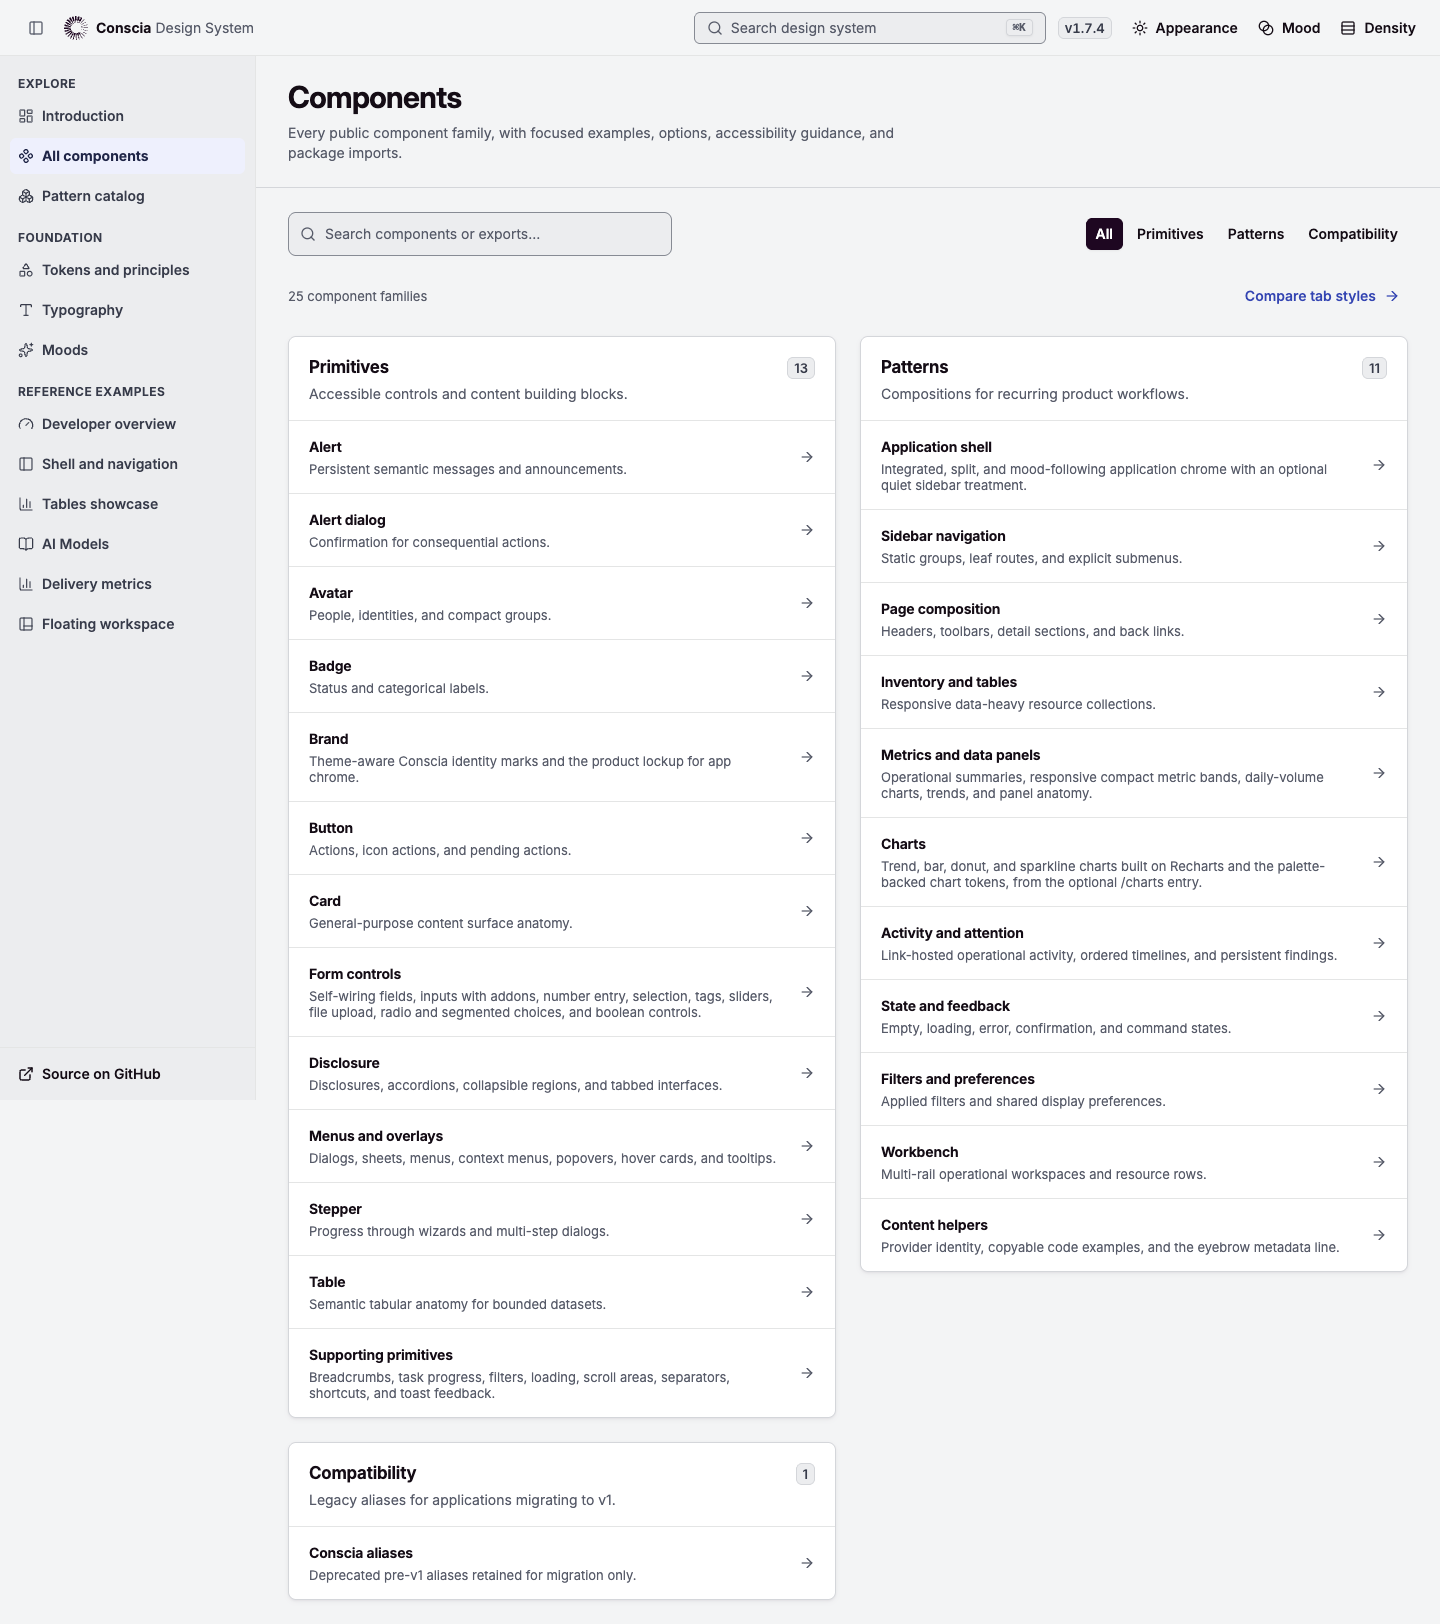 Conscia Design System
Search design system
⌘K
v1.7.4
Appearance
Mood
Density
EXPLORE
Introduction
All components
Pattern catalog
FOUNDATION
Tokens and principles
Typography
Moods
REFERENCE EXAMPLES
Developer overview
Shell and navigation
Tables showcase
AI Models
Delivery metrics
Floating workspace
Source on GitHub
Components
Every public component family, with focused examples, options, accessibility guidance, and
package imports.
Search components or exports...
All
Primitives
Patterns
Compatibility
25 component families
Compare tab styles
Primitives
13
Accessible controls and content building blocks.
Alert
Persistent semantic messages and announcements.
Alert dialog
Confirmation for consequential actions.
Avatar
People, identities, and compact groups.
Badge
Status and categorical labels.
Brand
Theme-aware Conscia identity marks and the product lockup for app
chrome.
Button
Actions, icon actions, and pending actions.
Card
General-purpose content surface anatomy.
Form controls
Self-wiring fields, inputs with addons, number entry, selection, tags, sliders,
file upload, radio and segmented choices, and boolean controls.
Disclosure
Disclosures, accordions, collapsible regions, and tabbed interfaces.
Menus and overlays
Dialogs, sheets, menus, context menus, popovers, hover cards, and tooltips.
Stepper
Progress through wizards and multi-step dialogs.
Table
Semantic tabular anatomy for bounded datasets.
Supporting primitives
Breadcrumbs, task progress, filters, loading, scroll areas, separators,
shortcuts, and toast feedback.
Patterns
11
Compositions for recurring product workflows.
Application shell
Integrated, split, and mood-following application chrome with an optional
quiet sidebar treatment.
Sidebar navigation
Static groups, leaf routes, and explicit submenus.
Page composition
Headers, toolbars, detail sections, and back links.
Inventory and tables
Responsive data-heavy resource collections.
Metrics and data panels
Operational summaries, responsive compact metric bands, daily-volume
charts, trends, and panel anatomy.
Charts
Trend, bar, donut, and sparkline charts built on Recharts and the palette-
backed chart tokens, from the optional /charts entry.
Activity and attention
Link-hosted operational activity, ordered timelines, and persistent findings.
State and feedback
Empty, loading, error, confirmation, and command states.
Filters and preferences
Applied filters and shared display preferences.
Workbench
Multi-rail operational workspaces and resource rows.
Content helpers
Provider identity, copyable code examples, and the eyebrow metadata line.
Compatibility
1
Legacy aliases for applications migrating to v1.
Conscia aliases
Deprecated pre-v1 aliases retained for migration only.